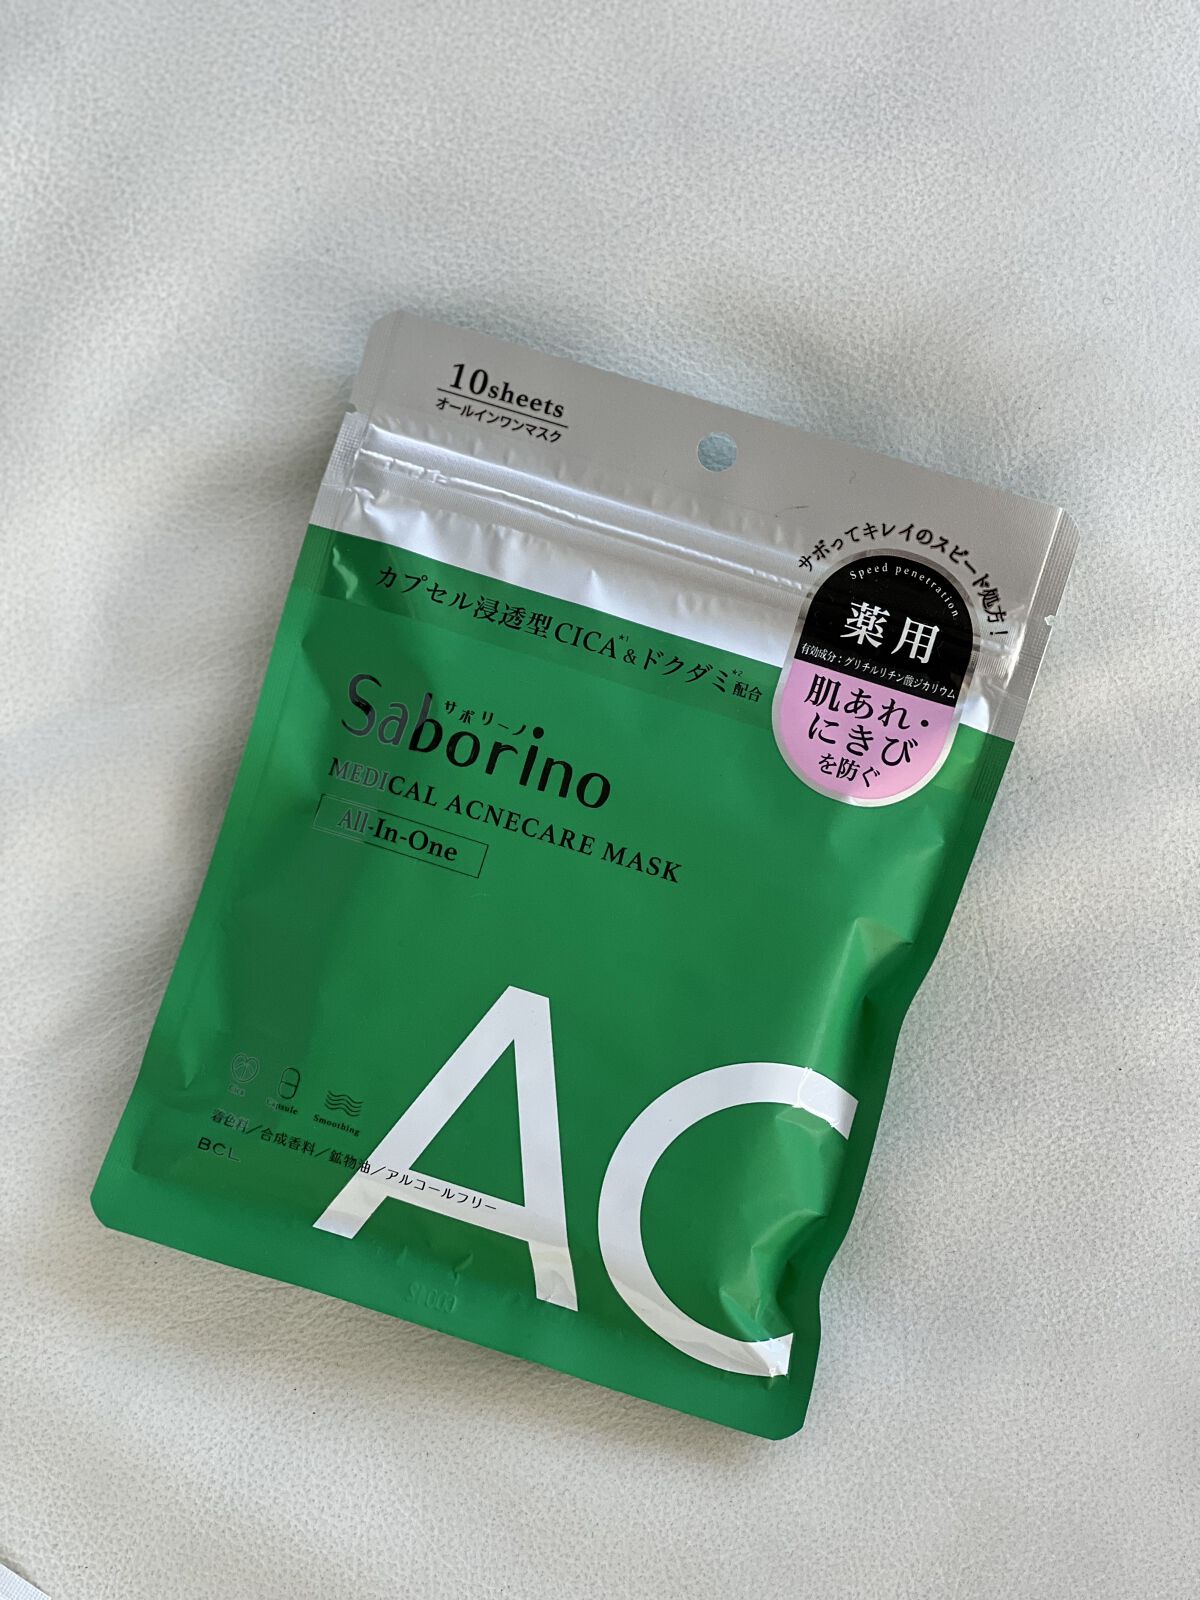 10sheets
オールインワンマスク
サボってキレイのスピード処方!
Speed penetration
薬用
有効成分:グリチルリチン酸ジカリウム
肌あれ・
にきび
を防ぐ
カプセル浸透型CICA*1&ドクダミ*2配合
サボリーノ
Saborino
MEDICAL ACNECARE MASK
All-In-One
AC
Cica Capsule Smoothing
着色料/合成香料/鉱物油/アルコールフリー
BCL